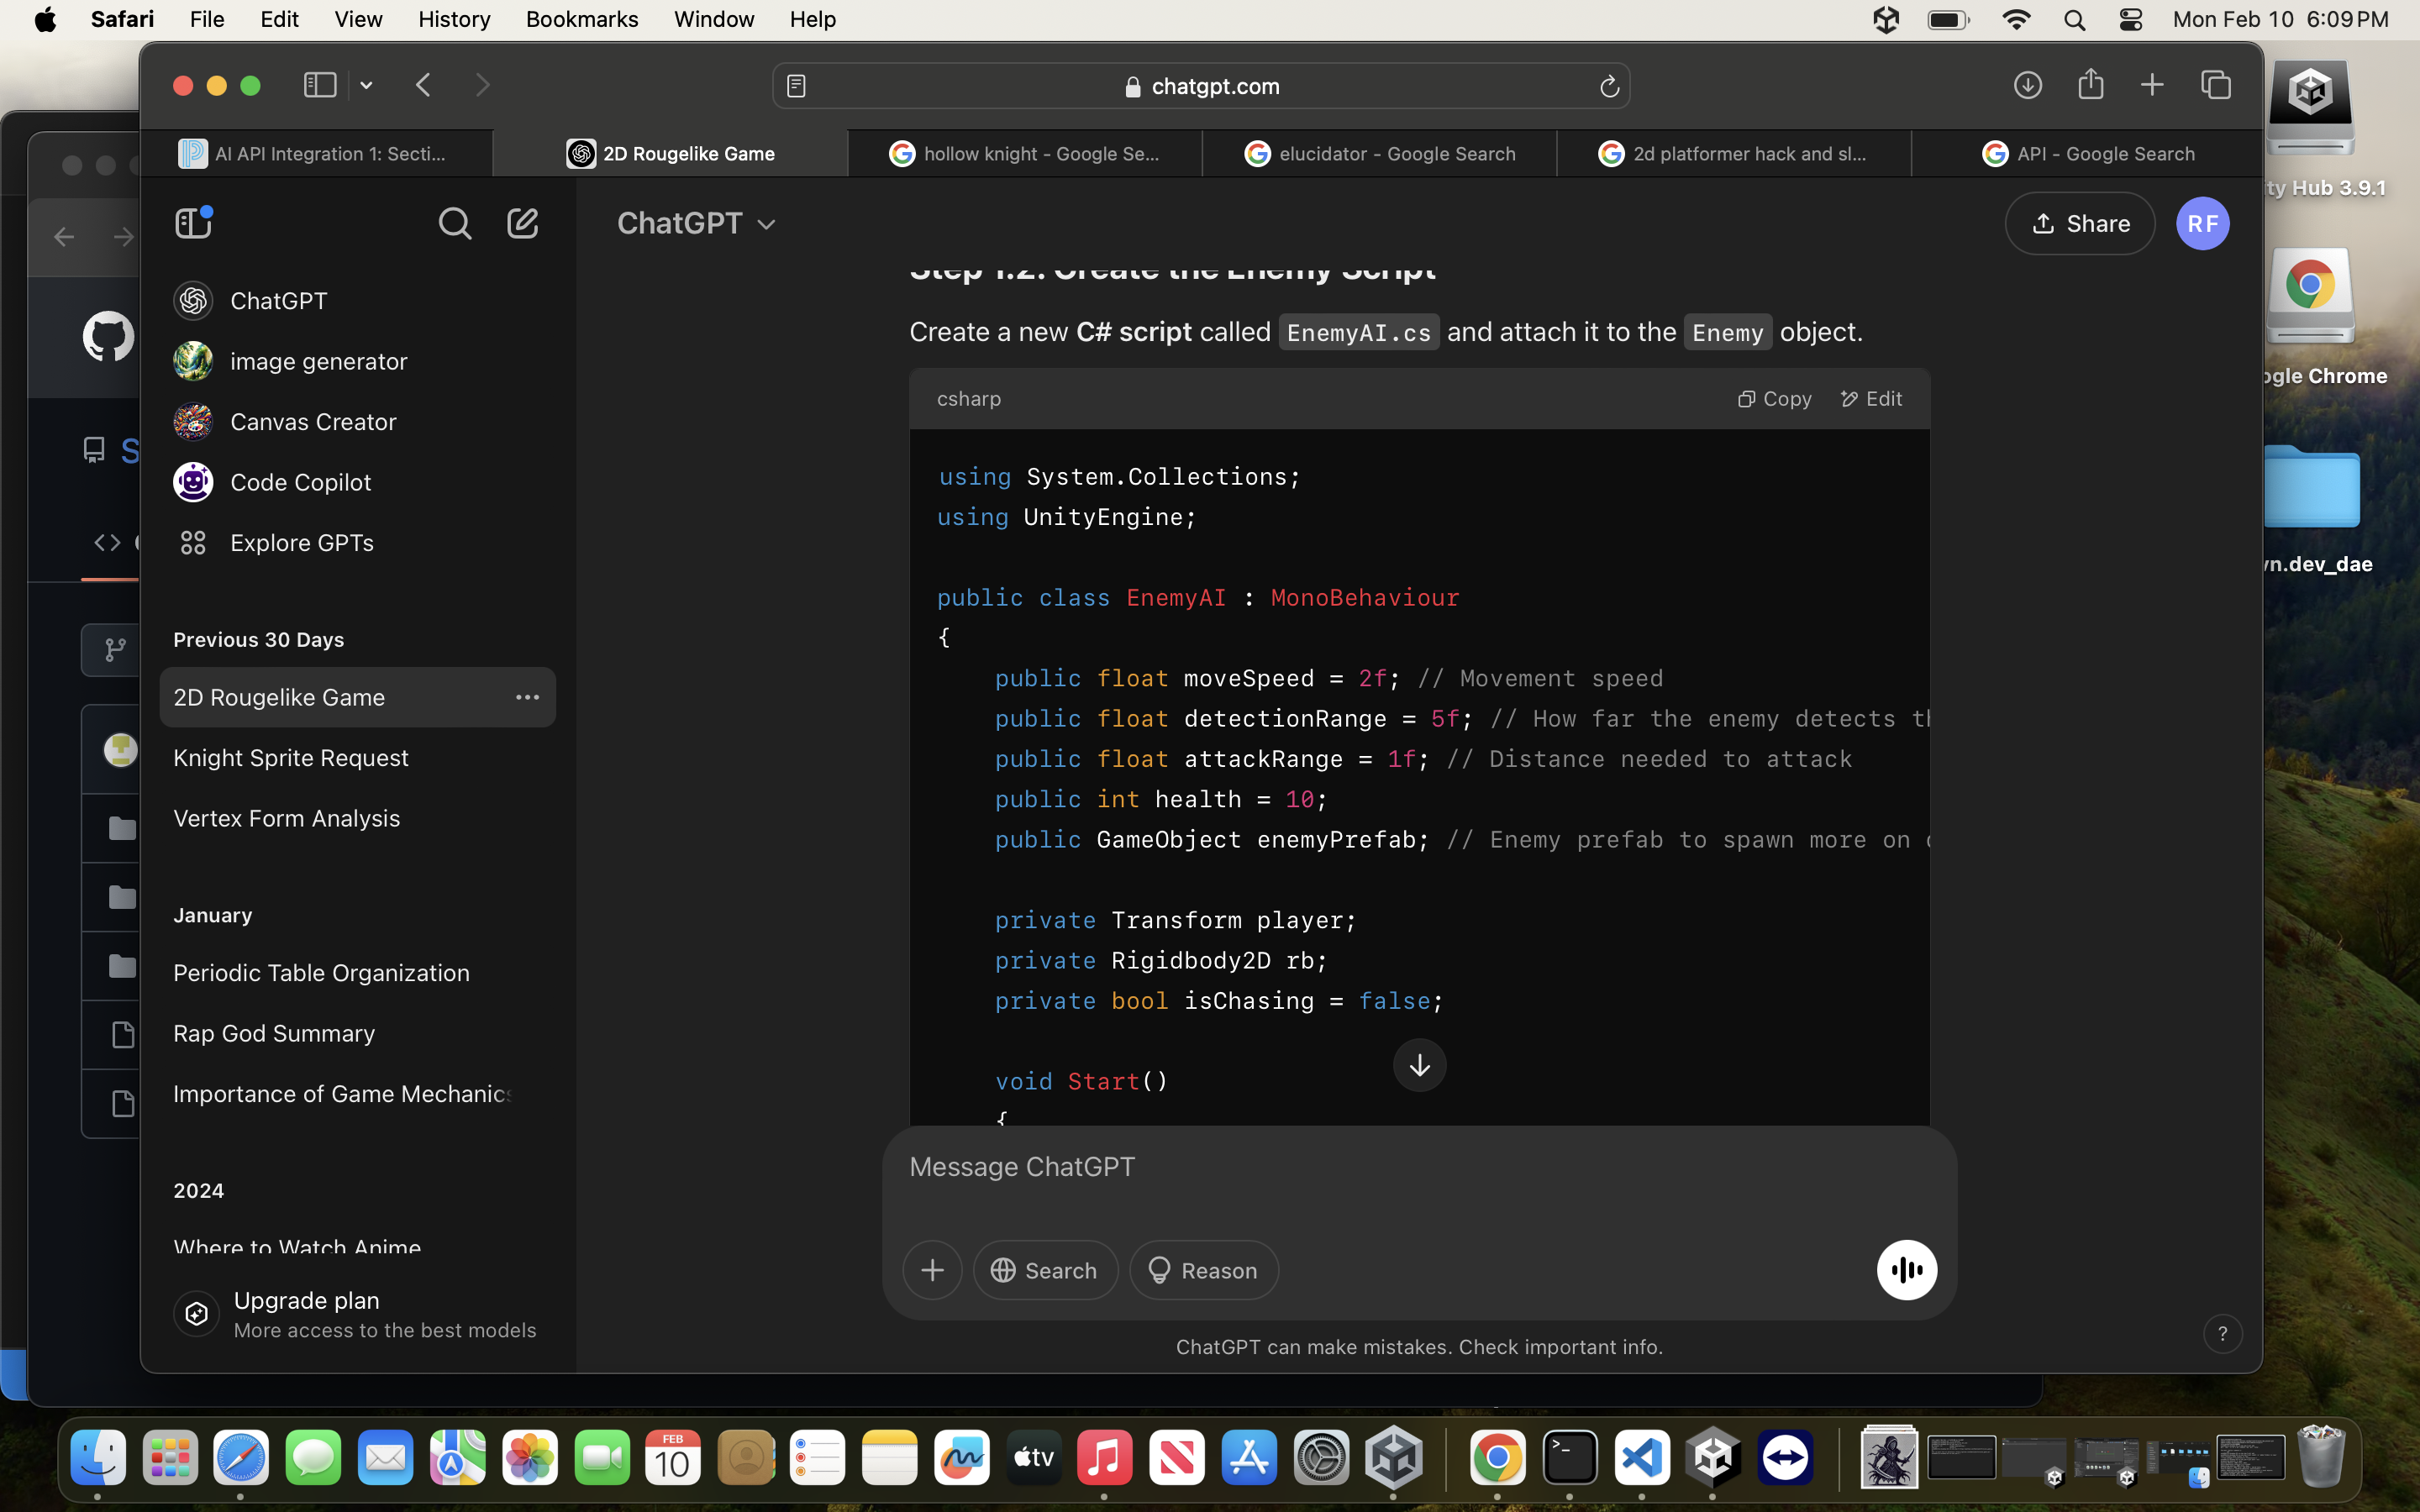 Safari File Edit View History Bookmarks Window Help
Mon Feb 10 6:09 PM
chatgpt.com
AI API Integration 1: Secti...
2D Rougelike Game
hollow knight - Google Se...
elucidator - Google Search
2d platformer hack and sl...
API - Google Search
ty Hub 3.9.1
ChatGPT
Share
RF
ChatGPT
image generator
Canvas Creator
Code Copilot
Explore GPTs
Previous 30 Days
2D Rougelike Game
Knight Sprite Request
Vertex Form Analysis
January
Periodic Table Organization
Rap God Summary
Importance of Game Mechanics
2024
Where to Watch Anime
Upgrade plan
More access to the best models
Step 1.2: Create the Enemy Script
Create a new C# script called EnemyAI.cs and attach it to the Enemy object.
csharp
Copy
Edit
using System.Collections;
using UnityEngine;
public class EnemyAI : MonoBehaviour
{
public float moveSpeed = 2f; // Movement speed
public float detectionRange = 5f; // How far the enemy detects th
public float attackRange = 1f; // Distance needed to attack
public int health = 10;
public GameObject enemyPrefab; // Enemy prefab to spawn more on
private Transform player;
private Rigidbody2D rb;
private bool isChasing = false;
void Start()
{
Message ChatGPT
Search
Reason
ChatGPT can make mistakes. Check important info.
?
ogle Chrome
vn.dev_dae
S
FEB
10
tv